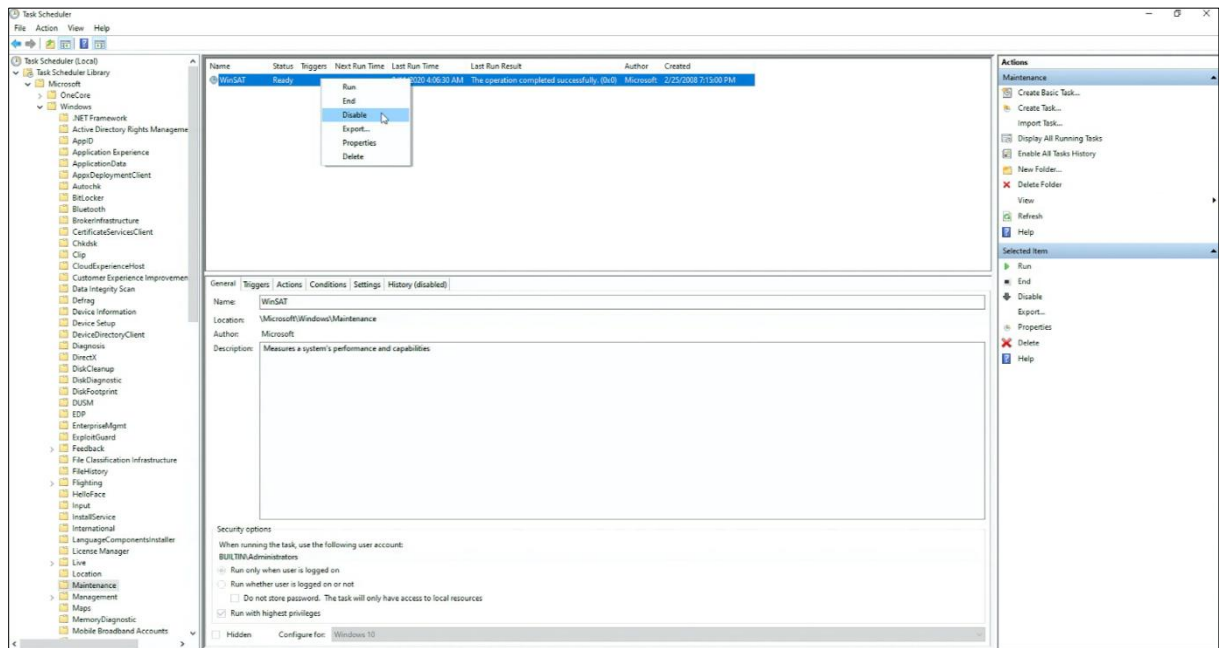 Task Scheduler
File Action View Help
Task Scheduler (Local)
Task Scheduler Library
Microsoft
OneCore
Windows
.NET Framework
Active Directory Rights Manageme
AppID
Application Experience
ApplicationData
AppxDeploymentClient
Autochk
BitLocker
Bluetooth
BrokerInfrastructure
CertificateServicesClient
Chkdsk
Clip
CloudExperienceHost
Customer Experience Improvemen
Data Integrity Scan
Defrag
Device Information
Device Setup
DeviceDirectoryClient
Diagnosis
DirectX
DiskCleanup
DiskDiagnostic
DiskFootprint
DUSM
EDP
EnterpriseMgmt
ExploitGuard
Feedback
File Classification Infrastructure
FileHistory
Flighting
HelloFace
Input
InstallService
International
LanguageComponentsInstaller
License Manager
Live
Location
Maintenance
Management
Maps
MemoryDiagnostic
Mobile Broadband Accounts
Name Status Triggers Next Run Time Last Run Time Last Run Result Author Created
WinSAT Ready 2020 4:06:30 AM The operation completed successfully. (0x0) Microsoft 2/25/2008 7:15:00 PM
Run
End
Disable
Export...
Properties
Delete
General Triggers Actions Conditions Settings History (disabled)
Name: WinSAT
Location: \Microsoft\Windows\Maintenance
Author: Microsoft
Description: Measures a system's performance and capabilities
Security options
When running the task, use the following user account:
BUILTIN\Administrators
Run only when user is logged on
Run whether user is logged on or not
Do not store password. The task will only have access to local resources
Run with highest privileges
Hidden Configure for: Windows 10
Actions
Maintenance
Create Basic Task...
Create Task...
Import Task...
Display All Running Tasks
Enable All Tasks History
New Folder...
Delete Folder
View
Refresh
Help
Selected Item
Run
End
Disable
Export...
Properties
Delete
Help